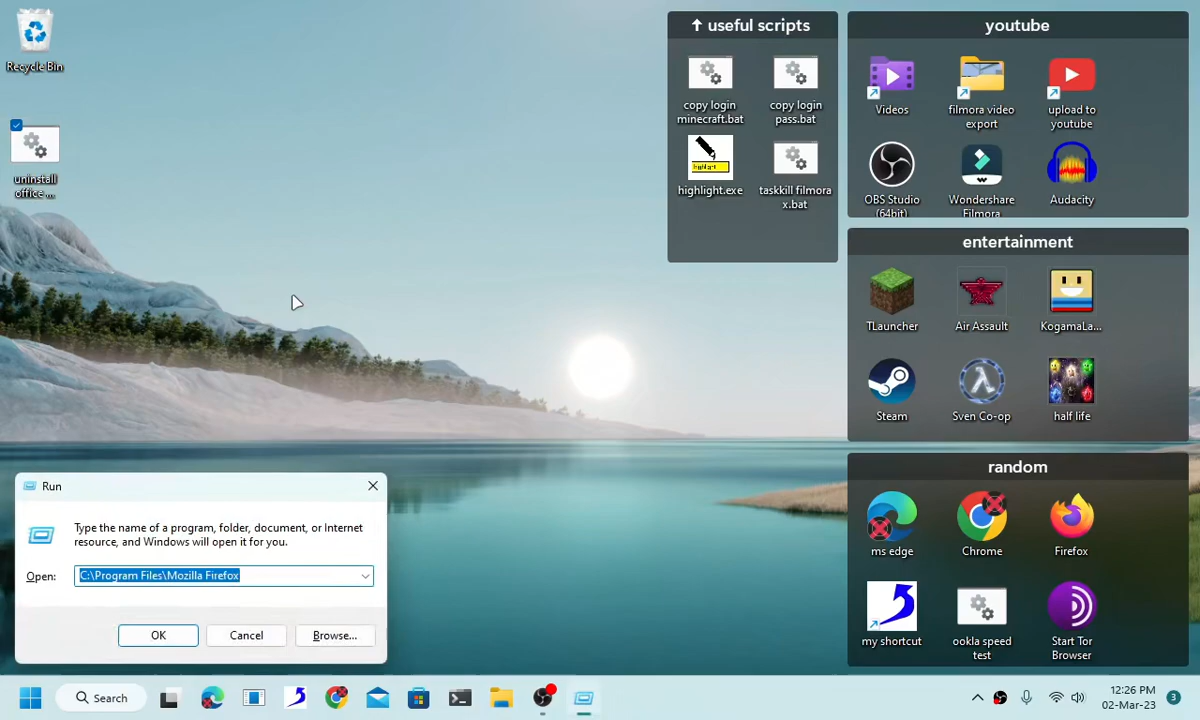 Recycle Bin
uninstall
office ...
↑ useful scripts
copy login
minecraft.bat
copy login
pass.bat
highlight
highlight.exe
taskkill filmora
x.bat
youtube
Videos
filmora video
export
upload to
youtube
OBS Studio
(64bit)
Wondershare
Filmora
Audacity
entertainment
TLauncher
Air Assault
KogamaLa...
Steam
Sven Co-op
half life
random
ms edge
Chrome
Firefox
my shortcut
ookla speed
test
Start Tor
Browser
Run
Type the name of a program, folder, document, or Internet
resource, and Windows will open it for you.
Open:
C:\Program Files\Mozilla Firefox
OK
Cancel
Browse...
Search
12:26 PM
02-Mar-23
3